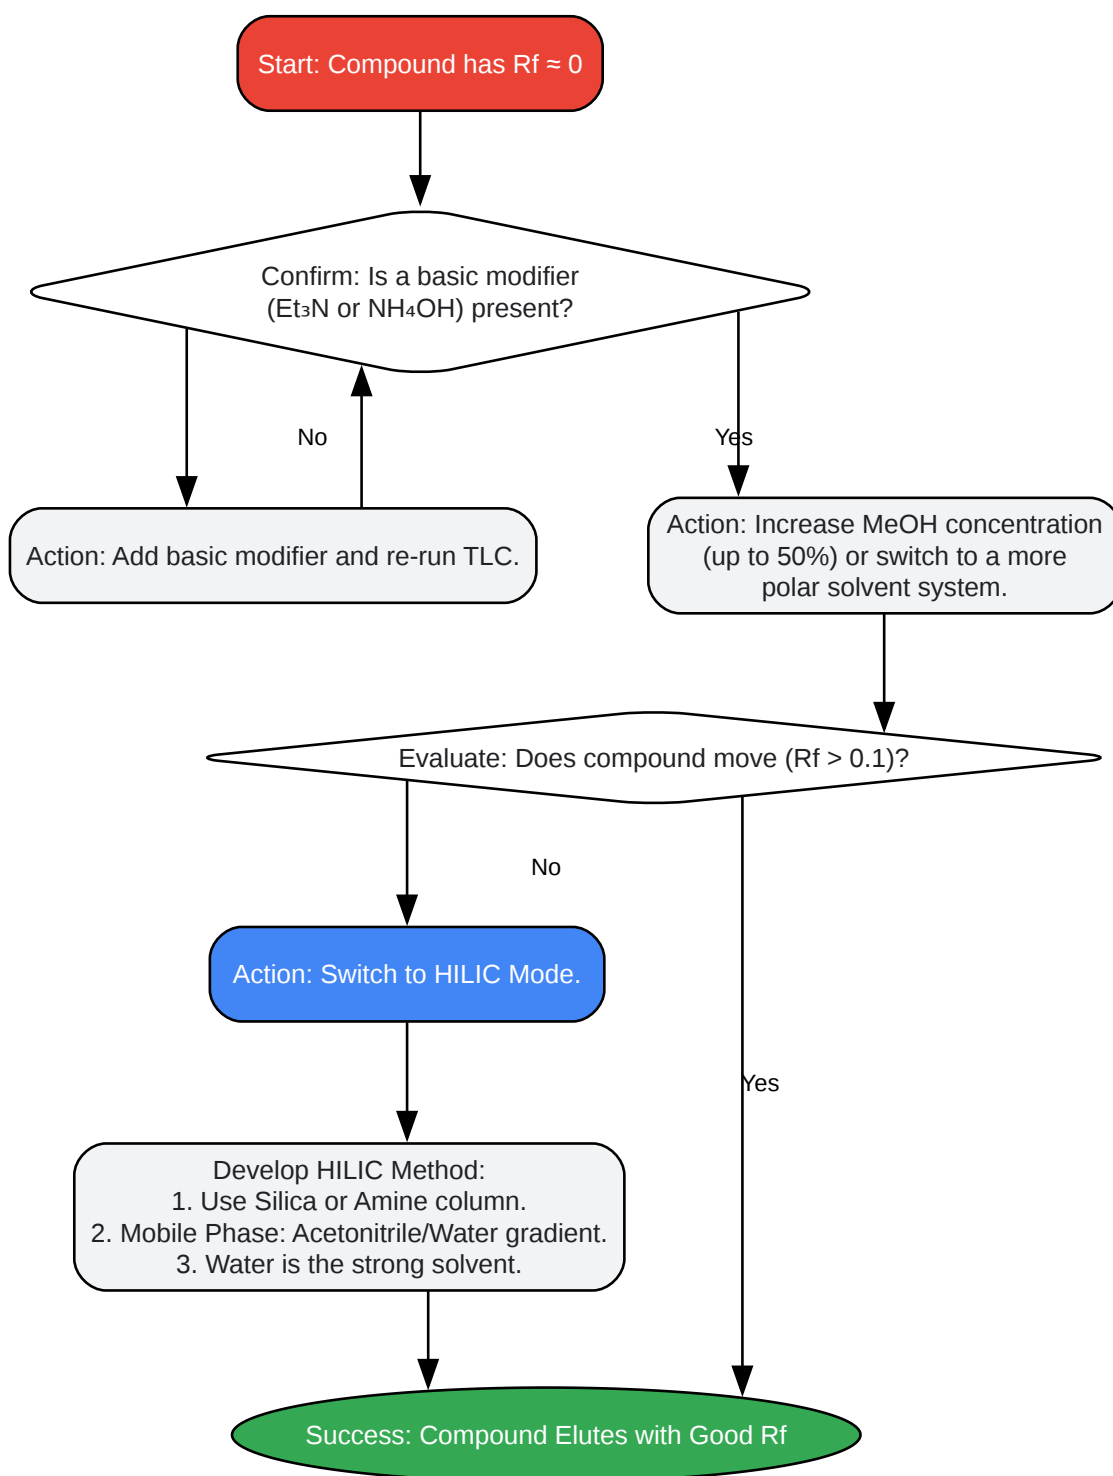 Start: Compound has Rf ≈ 0
Confirm: Is a basic modifier
(Et₃N or NH₄OH) present?
No
Yes
Action: Add basic modifier and re-run TLC.
Action: Increase MeOH concentration
(up to 50%) or switch to a more
polar solvent system.
Evaluate: Does compound move (Rf > 0.1)?
No
Action: Switch to HILIC Mode.
Yes
Develop HILIC Method:
1. Use Silica or Amine column.
2. Mobile Phase: Acetonitrile/Water gradient.
3. Water is the strong solvent.
Success: Compound Elutes with Good Rf